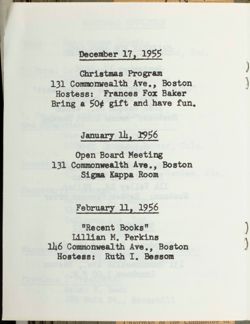 December 17, 1955
Christmas Program
131 Commonwealth Ave., Boston
Hostess: Frances Fox Baker
Bring a 50¢ gift and have fun.
January 14, 1956
Open Board Meeting
131 Commonwealth Ave., Boston
Sigma Kappa Room
February 11, 1956
"Recent Books"
Lillian M. Perkins
146 Commonwealth Ave., Boston
Hostess: Ruth I. Bessom